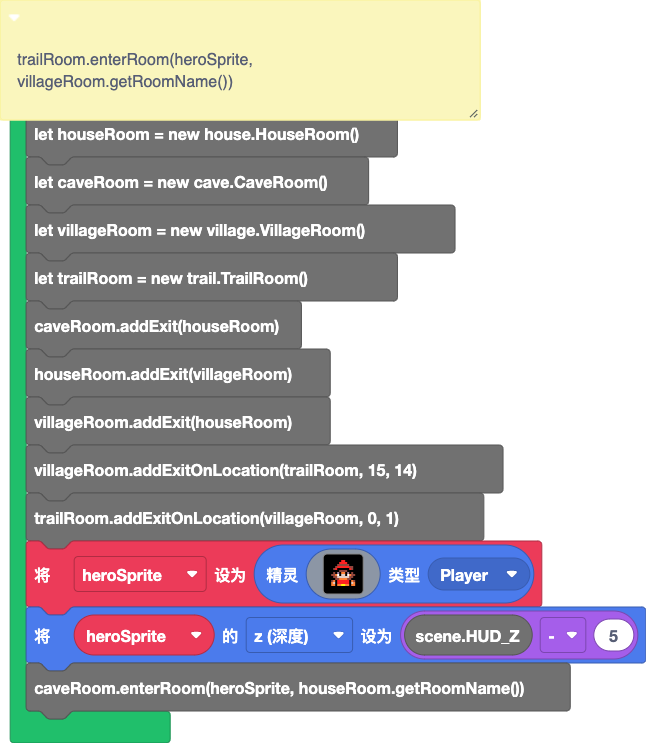 trailRoom.enterRoom(heroSprite,
villageRoom.getRoomName())
let houseRoom = new house.HouseRoom()
let caveRoom = new cave.CaveRoom()
let villageRoom = new village.VillageRoom()
let trailRoom = new trail.TrailRoom()
caveRoom.addExit(houseRoom)
houseRoom.addExit(villageRoom)
villageRoom.addExit(houseRoom)
villageRoom.addExitOnLocation(trailRoom, 15, 14)
trailRoom.addExitOnLocation(villageRoom, 0, 1)
将 heroSprite 设为 精灵 类型 Player
将 heroSprite 的 z (深度) 设为 scene.HUD_Z - 5
caveRoom.enterRoom(heroSprite, houseRoom.getRoomName())